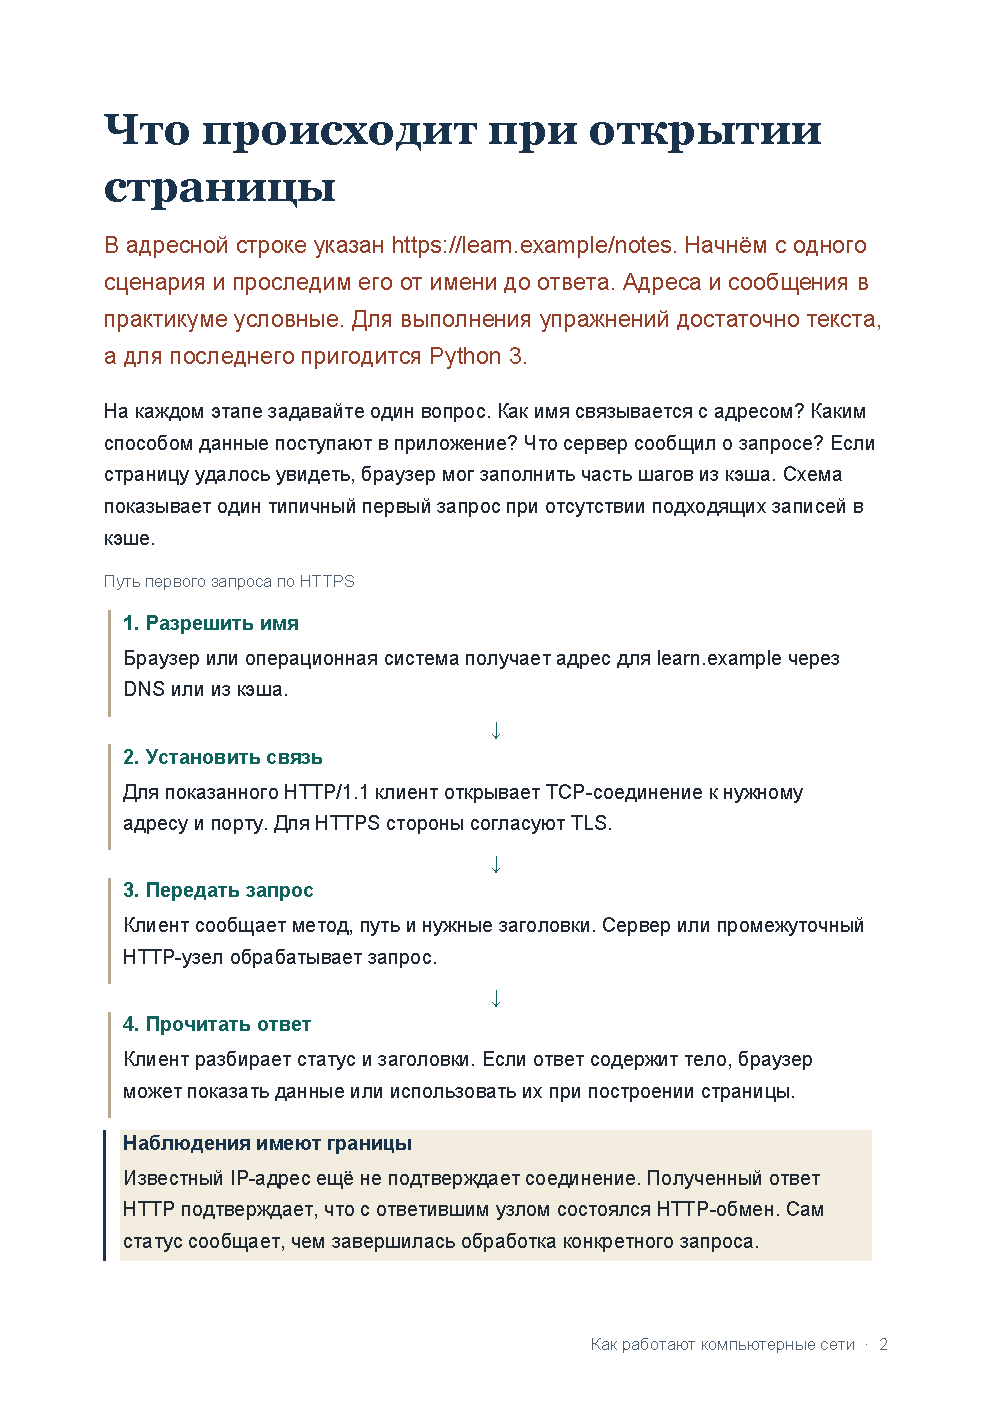 Что происходит при открытии
страницы
В адресной строке указан https://learn.example/notes. Начнём с одного
сценария и проследим его от имени до ответа. Адреса и сообщения в
практикуме условные. Для выполнения упражнений достаточно текста,
а для последнего пригодится Python 3.
На каждом этапе задавайте один вопрос. Как имя связывается с адресом? Каким
способом данные поступают в приложение? Что сервер сообщил о запросе? Если
страницу удалось увидеть, браузер мог заполнить часть шагов из кэша. Схема
показывает один типичный первый запрос при отсутствии подходящих записей в
кэше.
Путь первого запроса по HTTPS
1. Разрешить имя
Браузер или операционная система получает адрес для learn.example через
DNS или из кэша.
↓
2. Установить связь
Для показанного HTTP/1.1 клиент открывает TCP-соединение к нужному
адресу и порту. Для HTTPS стороны согласуют TLS.
↓
3. Передать запрос
Клиент сообщает метод, путь и нужные заголовки. Сервер или промежуточный
HTTP-узел обрабатывает запрос.
↓
4. Прочитать ответ
Клиент разбирает статус и заголовки. Если ответ содержит тело, браузер
может показать данные или использовать их при построении страницы.
Наблюдения имеют границы
Известный IP-адрес ещё не подтверждает соединение. Полученный ответ
HTTP подтверждает, что с ответившим узлом состоялся HTTP-обмен. Сам
статус сообщает, чем завершилась обработка конкретного запроса.
Как работают компьютерные сети · 2